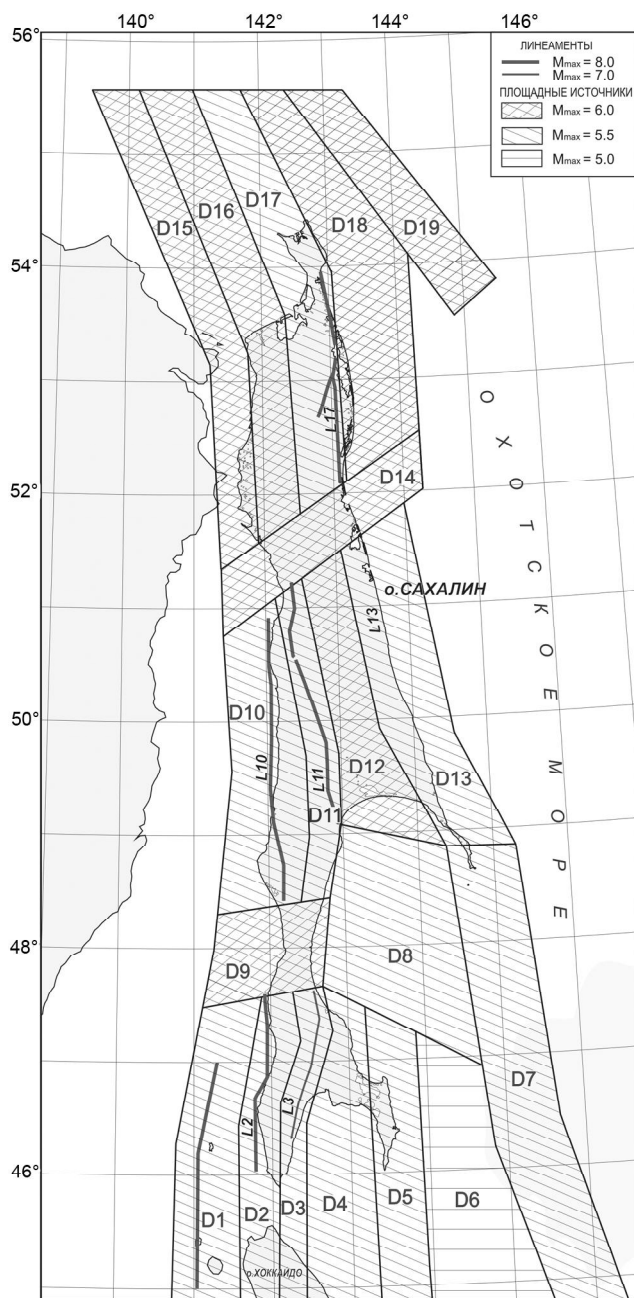 140°
142°
144°
146°
56°
ЛИНЕАМЕНТЫ
Mmax = 8.0
Mmax = 7.0
ПЛОЩАДНЫЕ ИСТОЧНИКИ
Mmax = 6.0
Mmax = 5.5
Mmax = 5.0
D15
D16
D17
D18
D19
54°
L17
ОХОТСКОЕ МОРЕ
D14
52°
о.САХАЛИН
L13
50°
D10
L10
L11
D11
D12
D13
48°
D9
D8
D7
L2
L3
46°
D1
D2
D3
D4
D5
D6
о.ХОККАЙДО